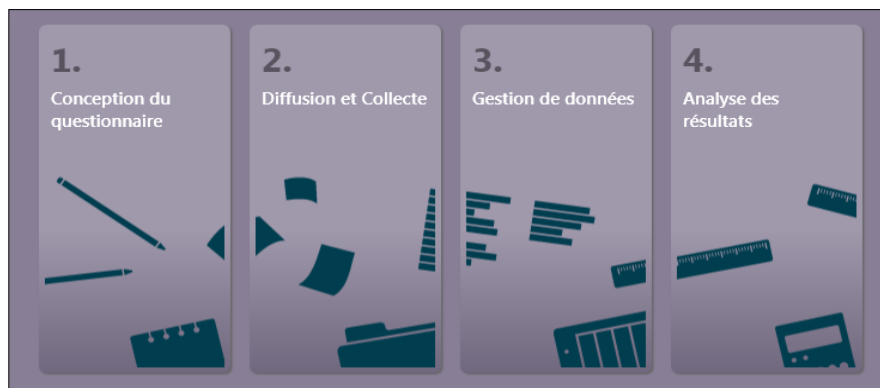 1.
Conception du
questionnaire
2.
Diffusion et Collecte
3.
Gestion de données
4.
Analyse des
résultats